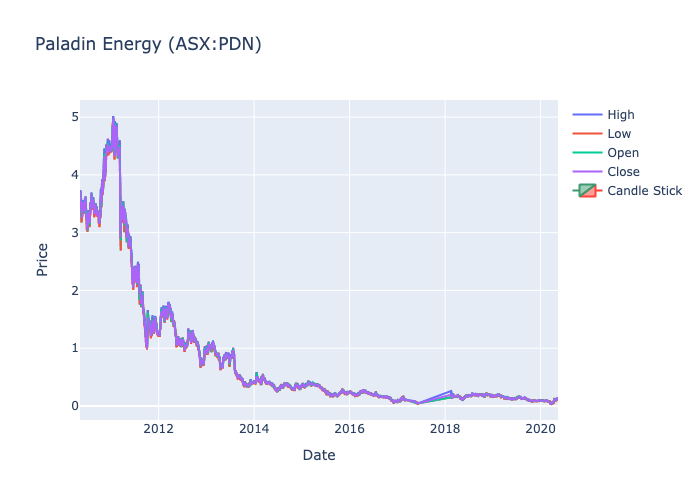 Paladin Energy (ASX:PDN)
High
Low
Open
Close
Candle Stick
Price
5
4
3
2
1
0
2012
2014
2016
2018
2020
Date